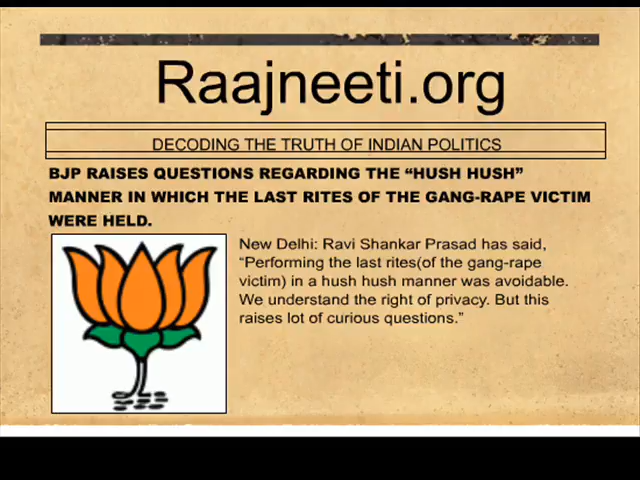 Raajneeti.org
DECODING THE TRUTH OF INDIAN POLITICS
BJP RAISES QUESTIONS REGARDING THE “HUSH HUSH”
MANNER IN WHICH THE LAST RITES OF THE GANG-RAPE VICTIM
WERE HELD.
New Delhi: Ravi Shankar Prasad has said,
“Performing the last rites(of the gang-rape
victim) in a hush hush manner was avoidable.
We understand the right of privacy. But this
raises lot of curious questions.”